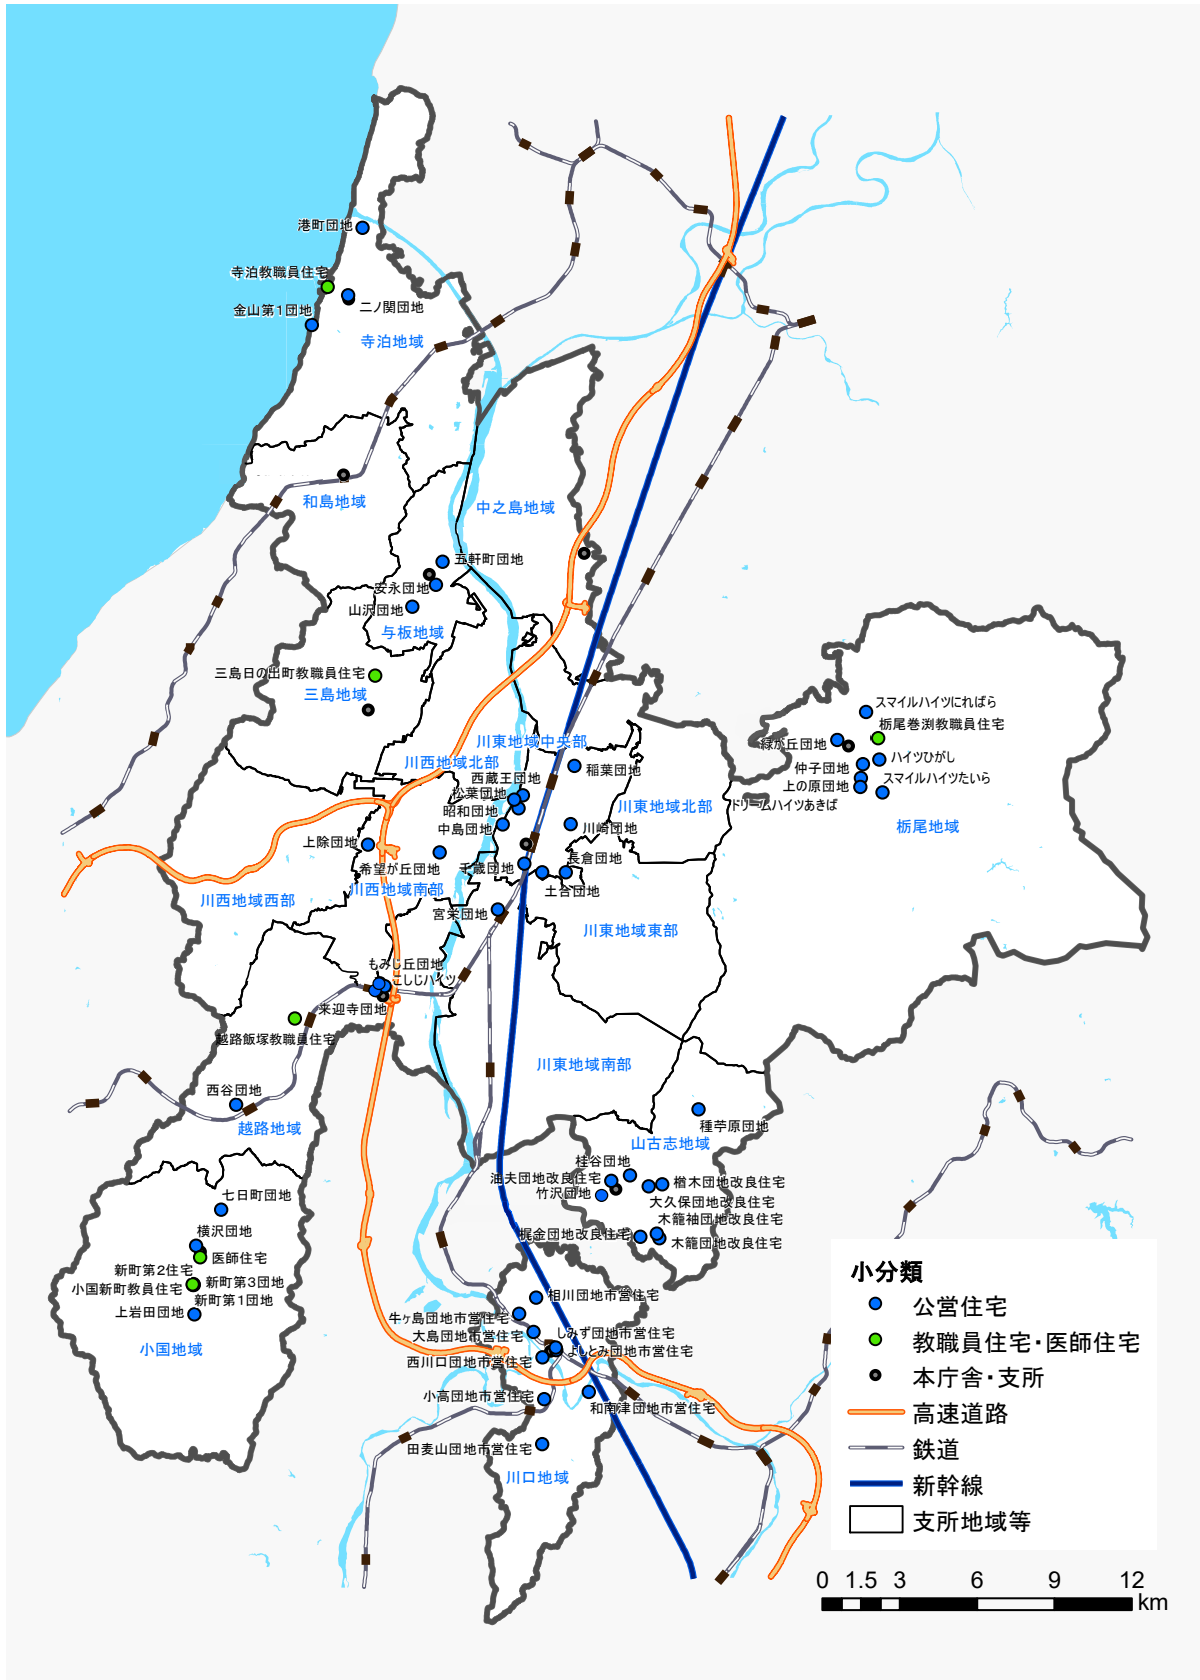 港町団地
寺泊教職員住宅
二ノ関団地
金山第１団地
寺泊地域
和島地域
中之島地域
五軒町団地
安永団地
山沢団地
与板地域
三島日の出町教職員住宅
三島地域
スマイルハイツにればら
栃尾巻渕教職員住宅
緑が丘団地
ハイツひがし
仲子団地
スマイルハイツたいら
上の原団地
ドリームハイツあきば
栃尾地域
川東地域中央部
川西地域北部
西蔵王団地
稲葉団地
松葉団地
川東地域北部
昭和団地
中島団地
川崎団地
上除団地
希望が丘団地
千歳団地
長倉団地
土合団地
川西地域西部
川西地域南部
宮栄団地
川東地域東部
もみじ丘団地
こしじハイツ
来迎寺団地
越路飯塚教職員住宅
川東地域南部
西谷団地
越路地域
種苧原団地
山古志地域
桂谷団地
油夫団地改良住宅
竹沢団地
楢木団地改良住宅
大久保団地改良住宅
木籠袖団地改良住宅
梶金団地改良住宅
木籠団地改良住宅
七日町団地
横沢団地
医師住宅
新町第２住宅
小国新町教員住宅
新町第３団地
新町第１団地
上岩田団地
小国地域
相川団地市営住宅
牛ヶ島団地市営住宅
大島団地市営住宅
しみず団地市営住宅
よしとみ団地市営住宅
西川口団地市営住宅
小高団地市営住宅
和南津団地市営住宅
田麦山団地市営住宅
川口地域
小分類
公営住宅
教職員住宅・医師住宅
本庁舎・支所
高速道路
鉄道
新幹線
支所地域等
0 1.5 3 6 9 12
km